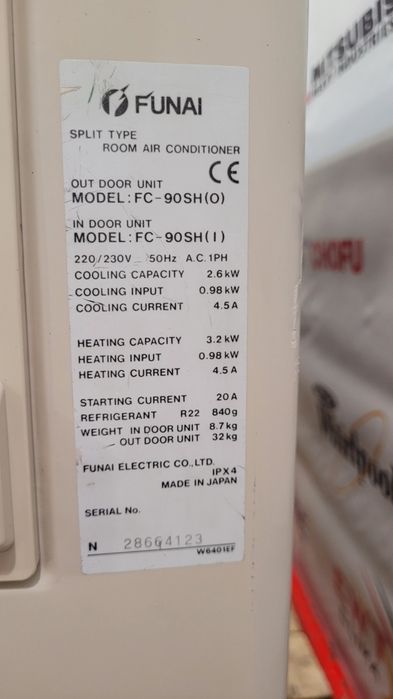 FUNAI
SPLIT TYPE
ROOM AIR CONDITIONER
CE
OUT DOOR UNIT
MODEL: FC-90SH(O)
IN DOOR UNIT
MODEL: FC-90SH(I)
220/230V 50Hz A.C. 1PH
COOLING CAPACITY 2.6kW
COOLING INPUT 0.98kW
COOLING CURRENT 4.5A
HEATING CAPACITY 3.2kW
HEATING INPUT 0.98kW
HEATING CURRENT 4.5A
STARTING CURRENT 20A
REFRIGERANT R22 840g
WEIGHT IN DOOR UNIT 8.7kg
OUT DOOR UNIT 32kg
FUNAI ELECTRIC CO., LTD.
IPX4
MADE IN JAPAN
SERIAL No.
N 28664123
W6401EF